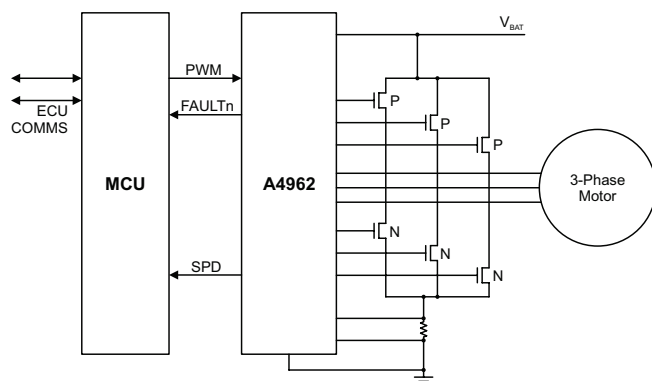 V_BAT
PWM
P
FAULTn
ECU
COMMS
P
P
MCU
A4962
3-Phase
Motor
N
N
SPD
N